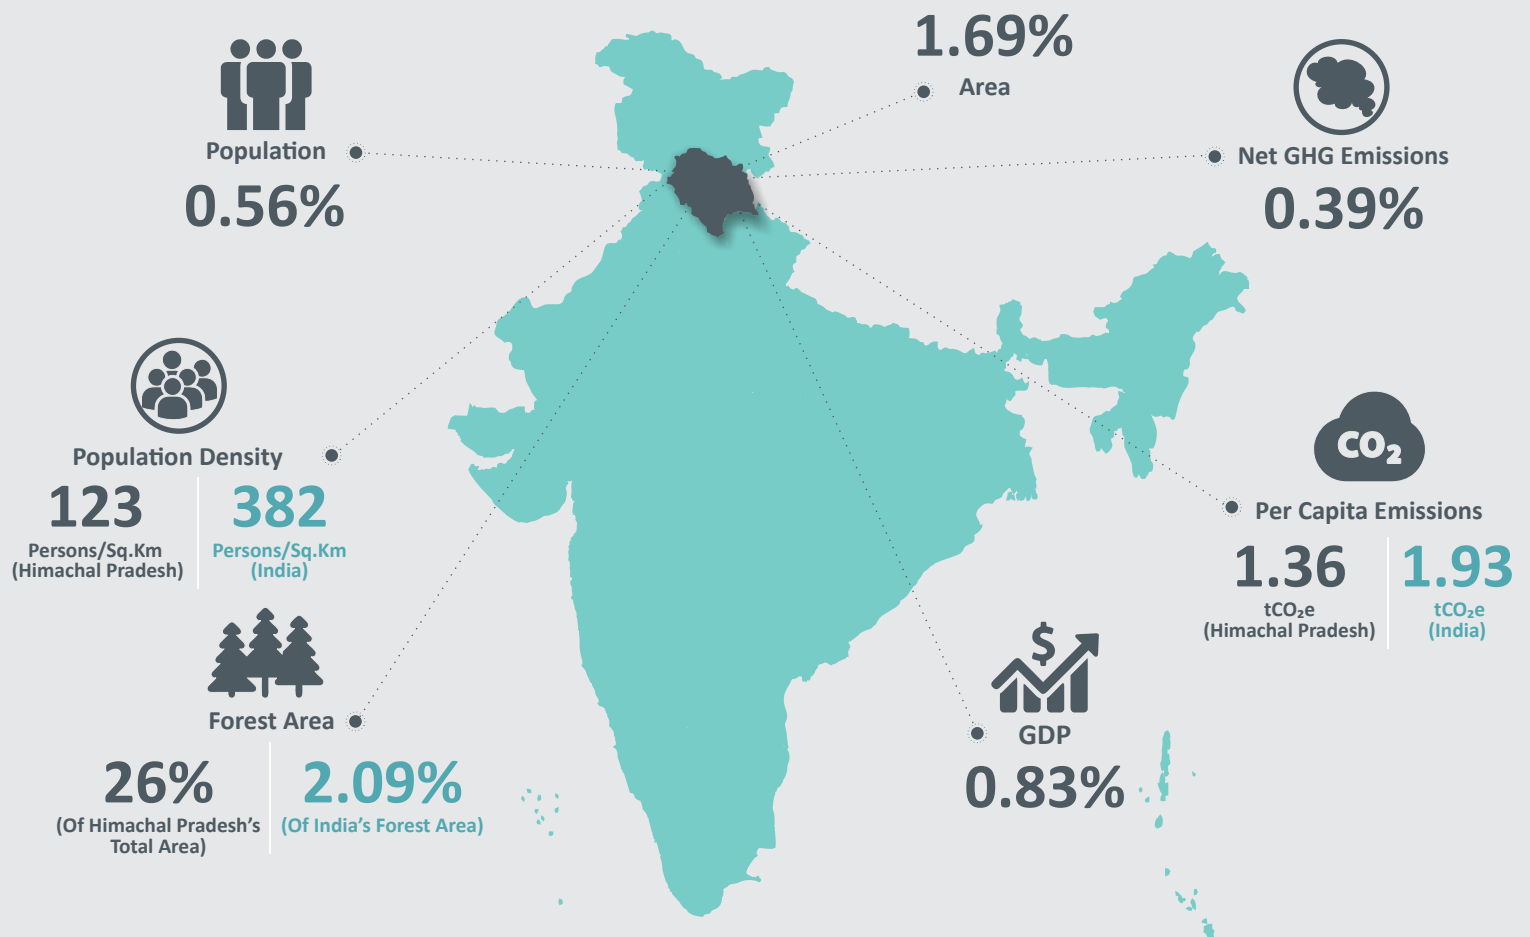 1.69%
Area
Population
0.56%
Net GHG Emissions
0.39%
Population Density
123
Persons/Sq.Km
(Himachal Pradesh)
382
Persons/Sq.Km
(India)
CO₂
Per Capita Emissions
1.36
tCO₂e
(Himachal Pradesh)
1.93
tCO₂e
(India)
Forest Area
26%
(Of Himachal Pradesh's
Total Area)
2.09%
(Of India's Forest Area)
$
GDP
0.83%